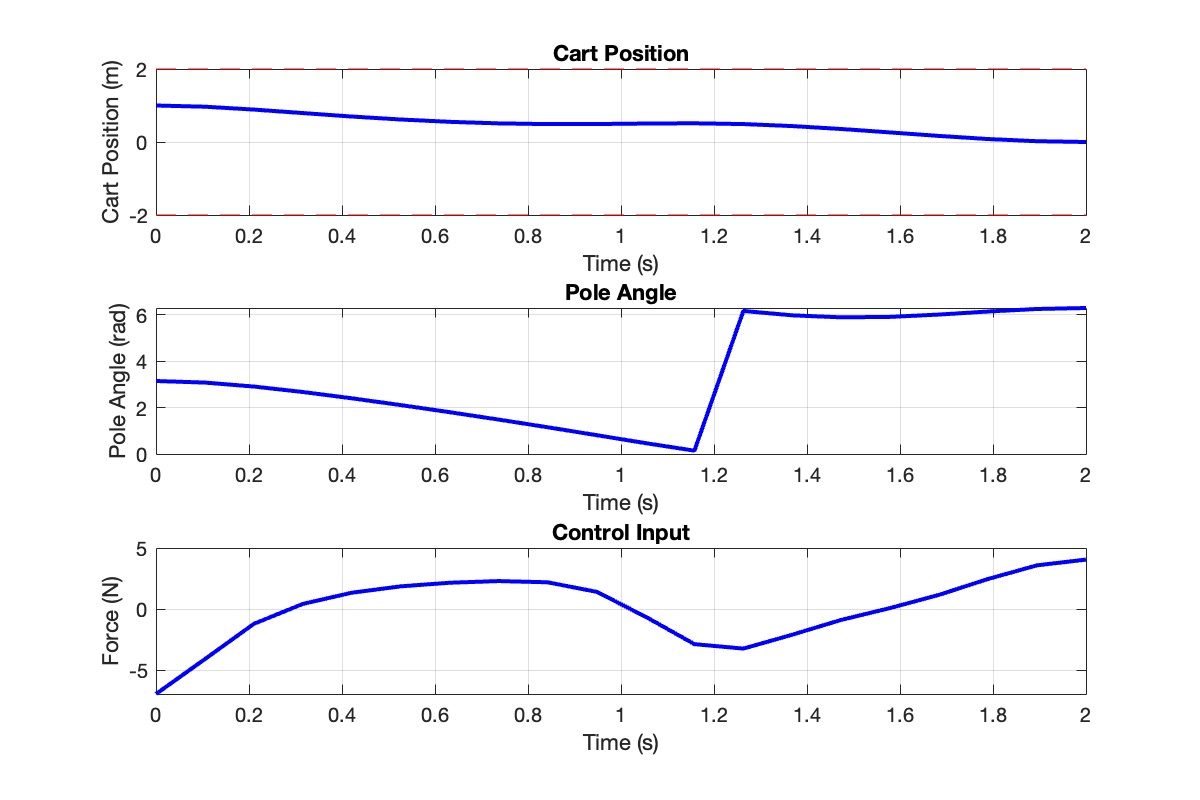 Cart Position
Cart Position (m)
2
0
-2
0 0.2 0.4 0.6 0.8 1 1.2 1.4 1.6 1.8 2
Time (s)
Pole Angle
Pole Angle (rad)
6
4
2
0
0 0.2 0.4 0.6 0.8 1 1.2 1.4 1.6 1.8 2
Time (s)
Control Input
Force (N)
5
0
-5
0 0.2 0.4 0.6 0.8 1 1.2 1.4 1.6 1.8 2
Time (s)